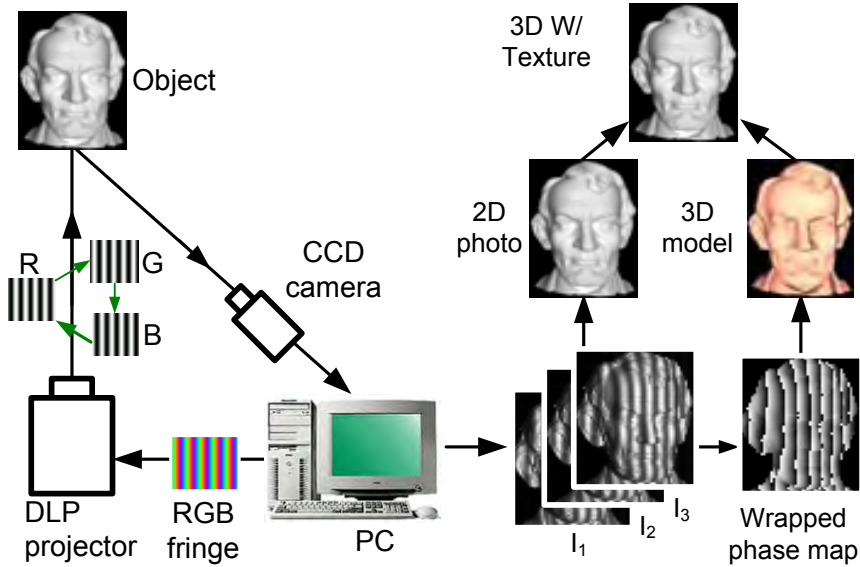 Object
3D W/
Texture
2D
photo
3D
model
R
G
B
CCD
camera
DLP
projector
RGB
fringe
PC
I1
I2
I3
Wrapped
phase map